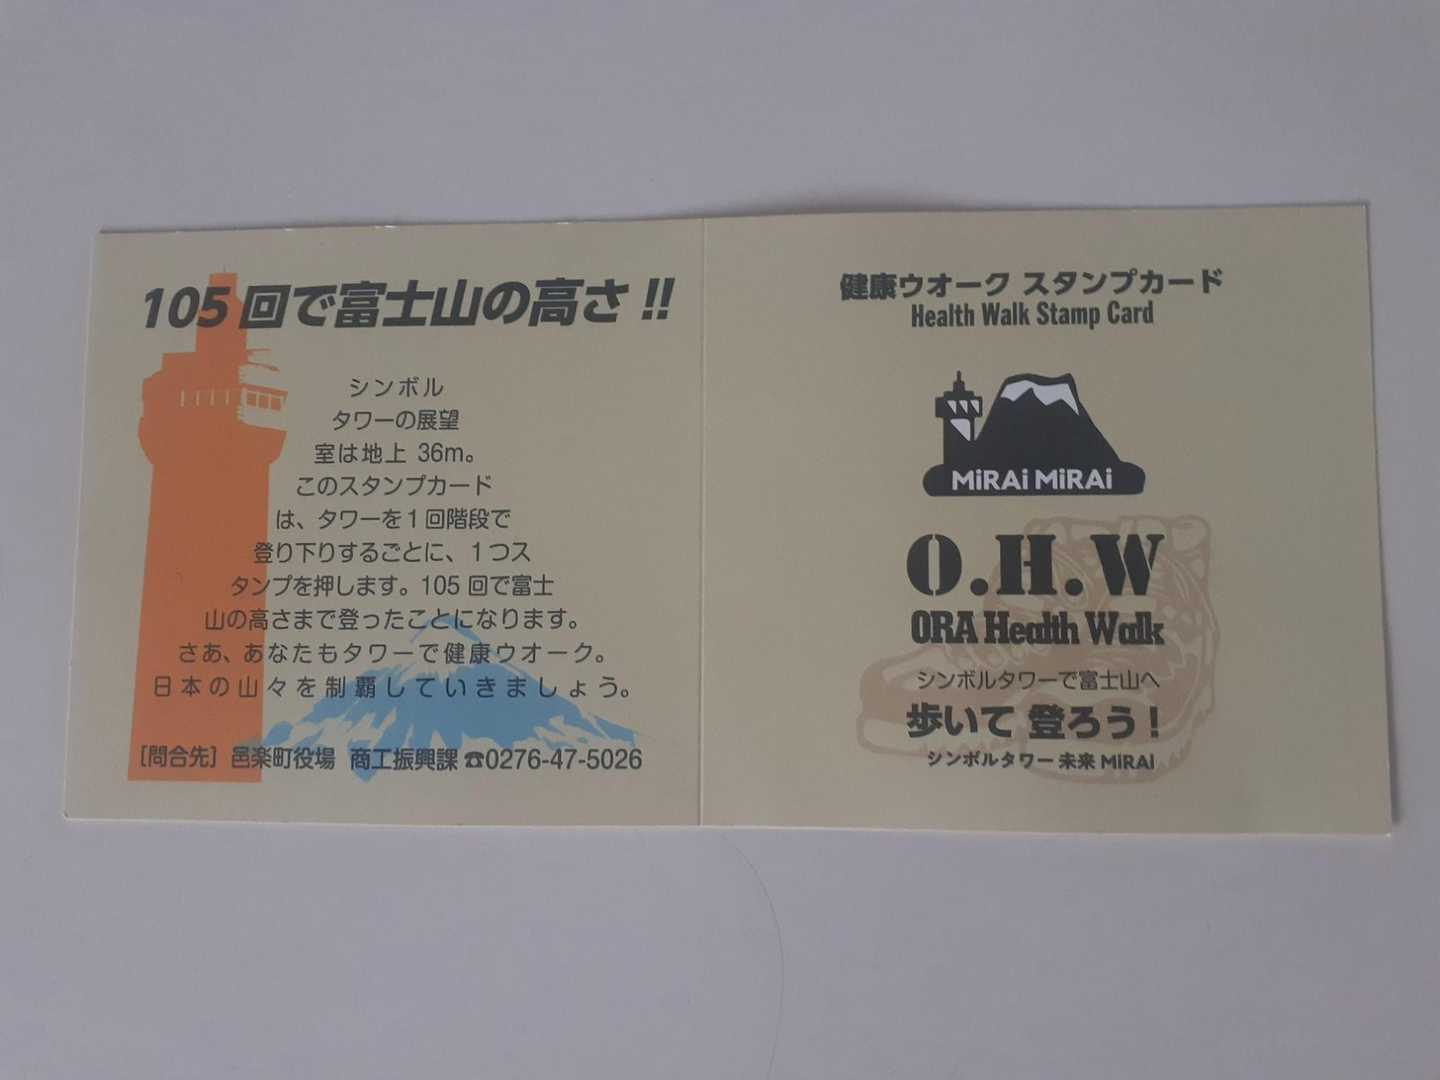 105回で富士山の高さ!!
シンボル
タワーの展望
室は地上 36m。
このスタンプカード
は、タワーを1回階段で
登り下りするごとに、1つス
タンプを押します。105 回で富士
山の高さまで登ったことになります。
さあ、あなたもタワーで健康ウオーク。
日本の山々を制覇していきましょう。
[問合先] 邑楽町役場 商工振興課 ☎0276-47-5026
健康ウオーク スタンプカード
Health Walk Stamp Card
MiRAi MiRAi
O.H.W
ORA Health Walk
シンボルタワーで富士山へ
歩いて 登ろう!
シンボルタワー 未来 MiRAi